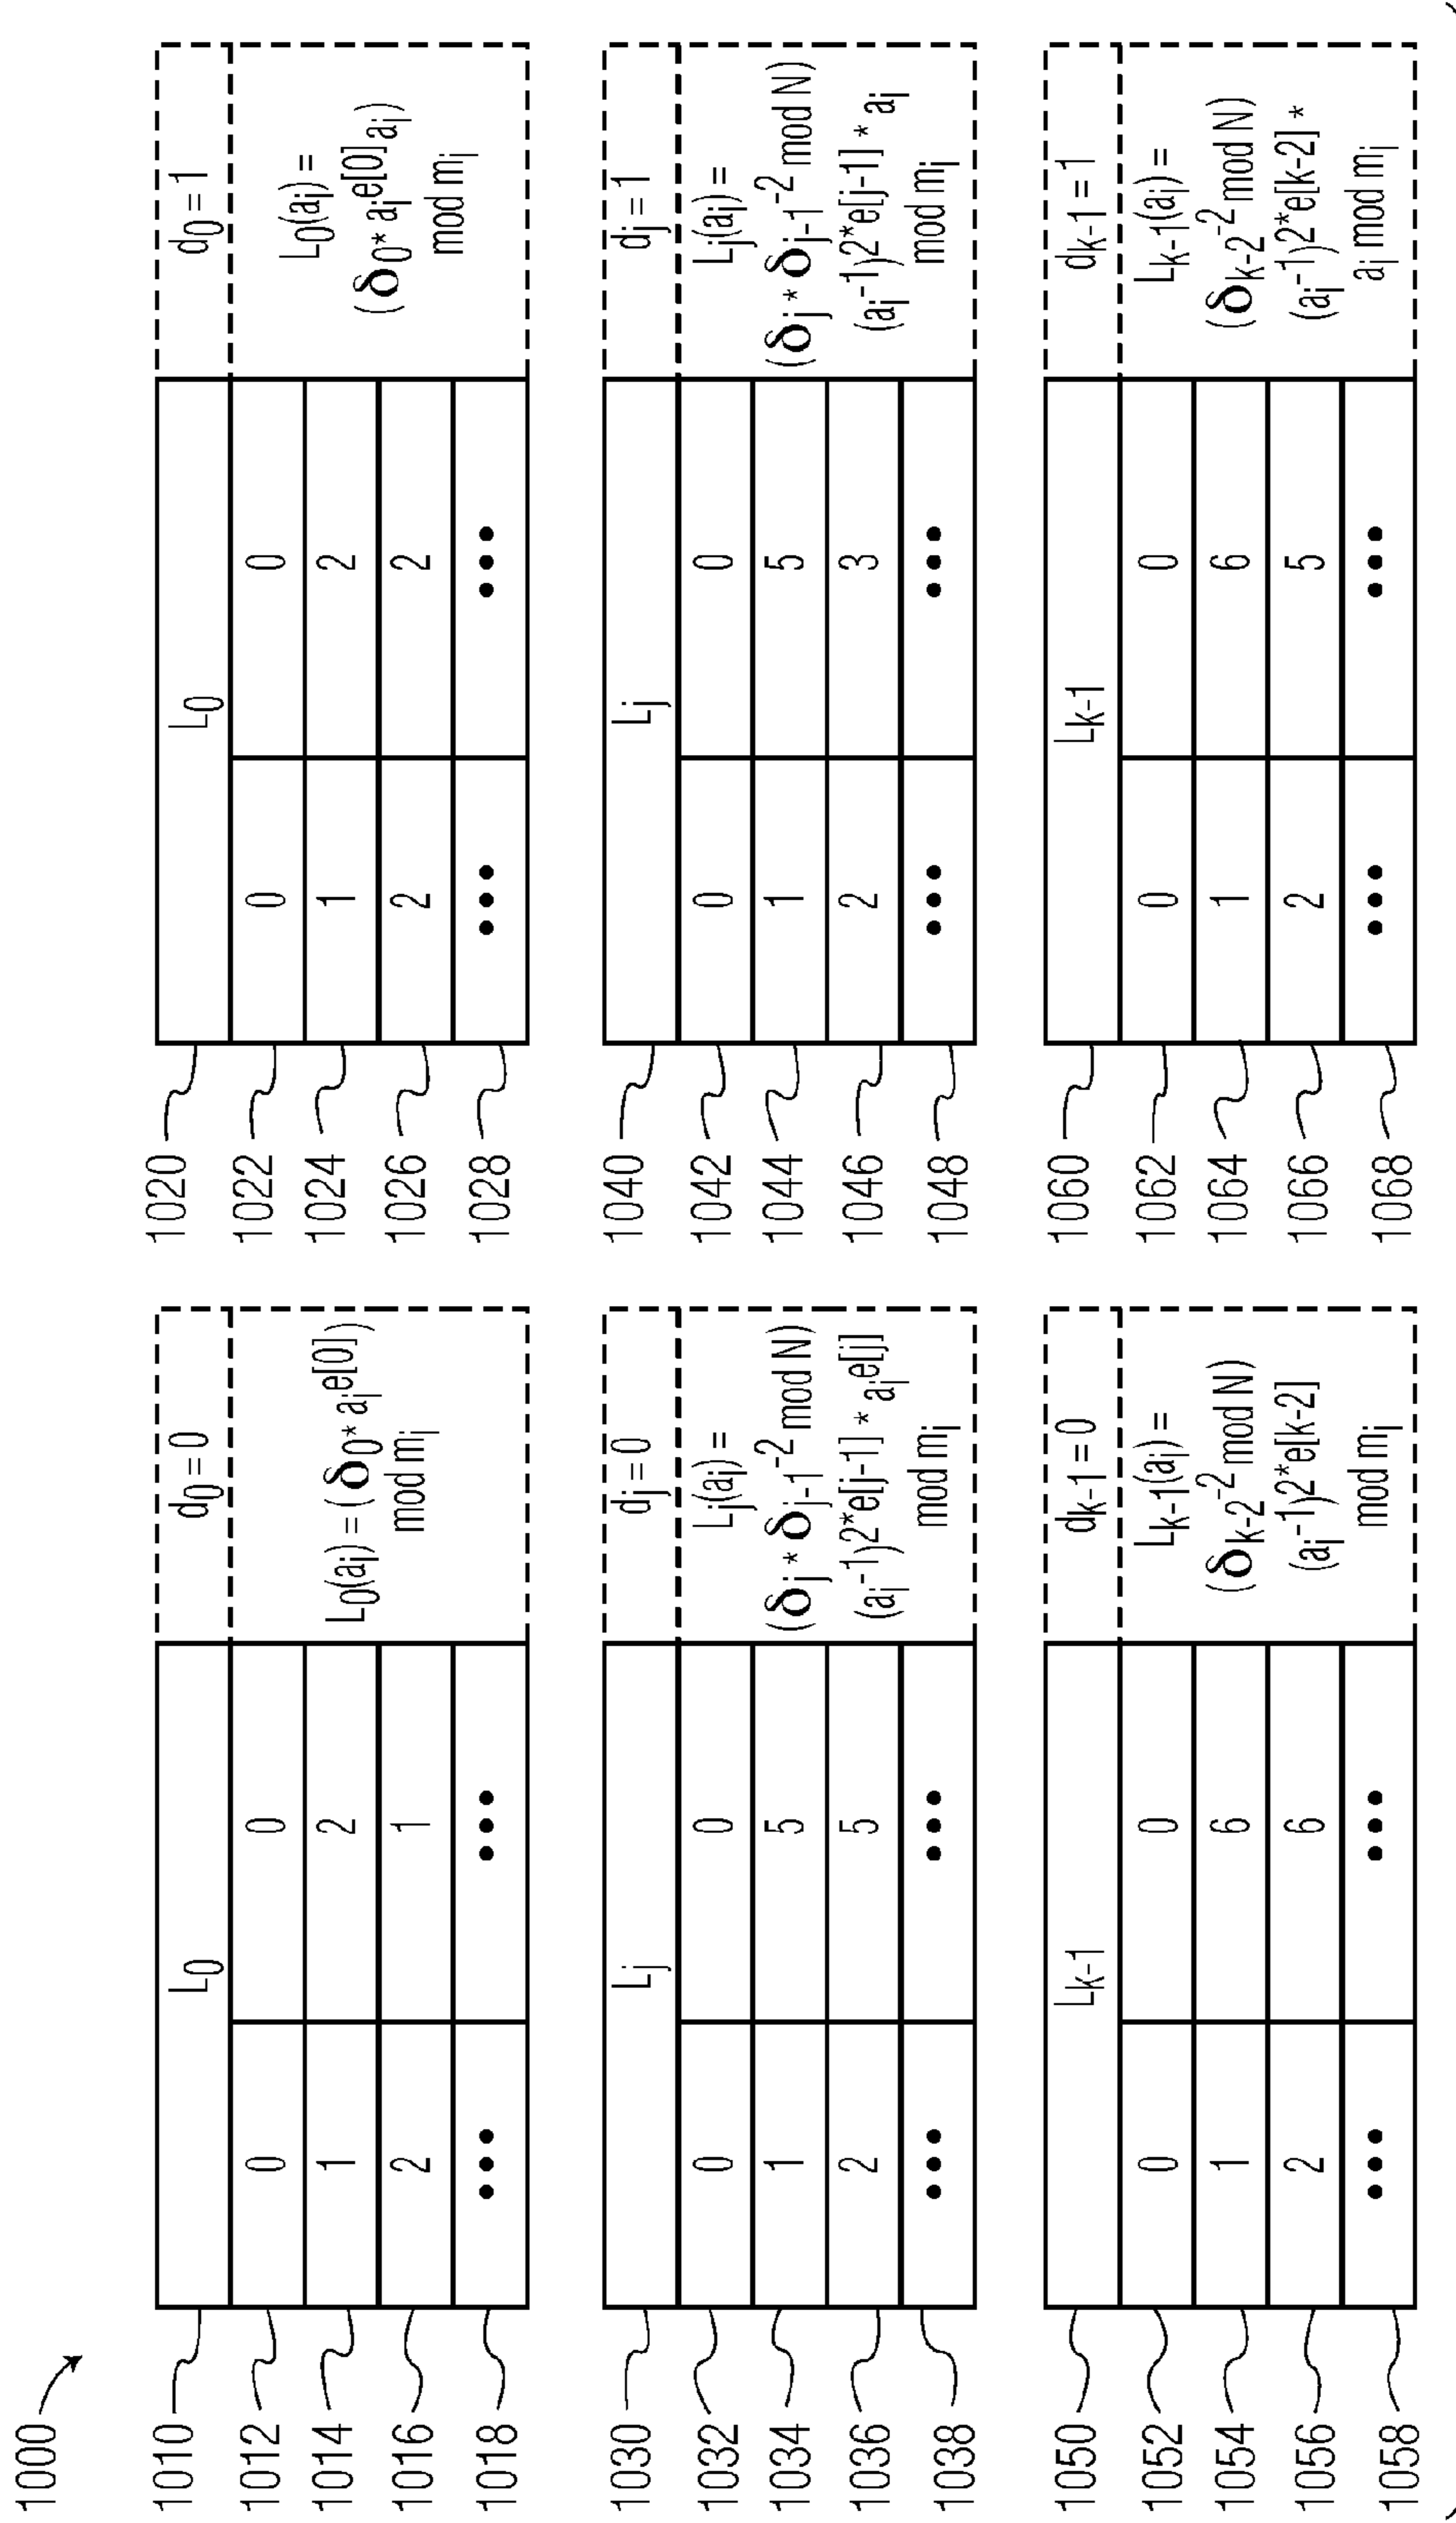 1000
1010 L0 d0 = 0
1012 0 0 L0(ai) = (δ0* ai^e[0])
1014 1 2 mod mi
1016 2 1
1018 •••  •••
1020 L0 d0 = 1
1022 0 0 L0(ai) =
1024 1 2 (δ0* ai^e[0] ai)
1026 2 2 mod mi
1028 •••  •••
1030 Lj dj = 0
1032 0 0 Lj(ai) =
1034 1 5 (δj * δj-1^-2 mod N)
1036 2 5 (ai^-1)^2*e[j-1] * ai^e[j]
1038 •••  ••• mod mi
1040 Lj dj = 1
1042 0 0 Lj(ai) =
1044 1 5 (δj * δj-1^-2 mod N)
1046 2 3 (ai^-1)^2*e[j-1] * ai
1048 •••  ••• mod mi
1050 Lk-1 dk-1 = 0
1052 0 0 Lk-1(ai) =
1054 1 6 (δk-2^-2 mod N)
1056 2 6 (ai^-1)^2*e[k-2]
1058 •••  ••• mod mi
1060 Lk-1 dk-1 = 1
1062 0 0 Lk-1(ai) =
1064 1 6 (δk-2^-2 mod N)
1066 2 5 (ai^-1)^2*e[k-2] *
1068 •••  ••• ai mod mi